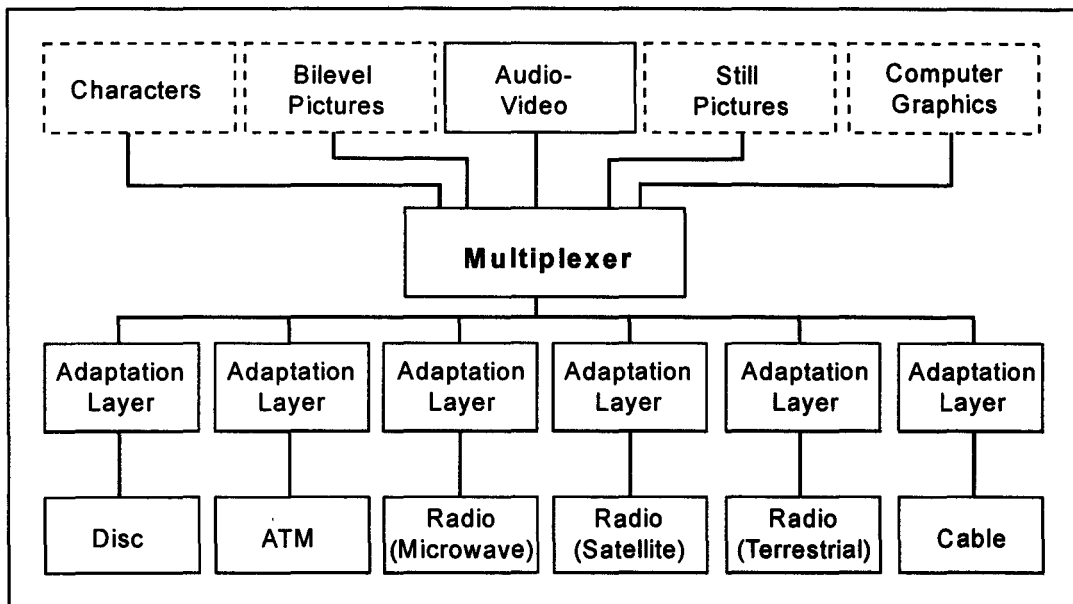 Characters
Bilevel
Pictures
Audio-
Video
Still
Pictures
Computer
Graphics
Multiplexer
Adaptation
Layer
Adaptation
Layer
Adaptation
Layer
Adaptation
Layer
Adaptation
Layer
Adaptation
Layer
Disc
ATM
Radio
(Microwave)
Radio
(Satellite)
Radio
(Terrestrial)
Cable